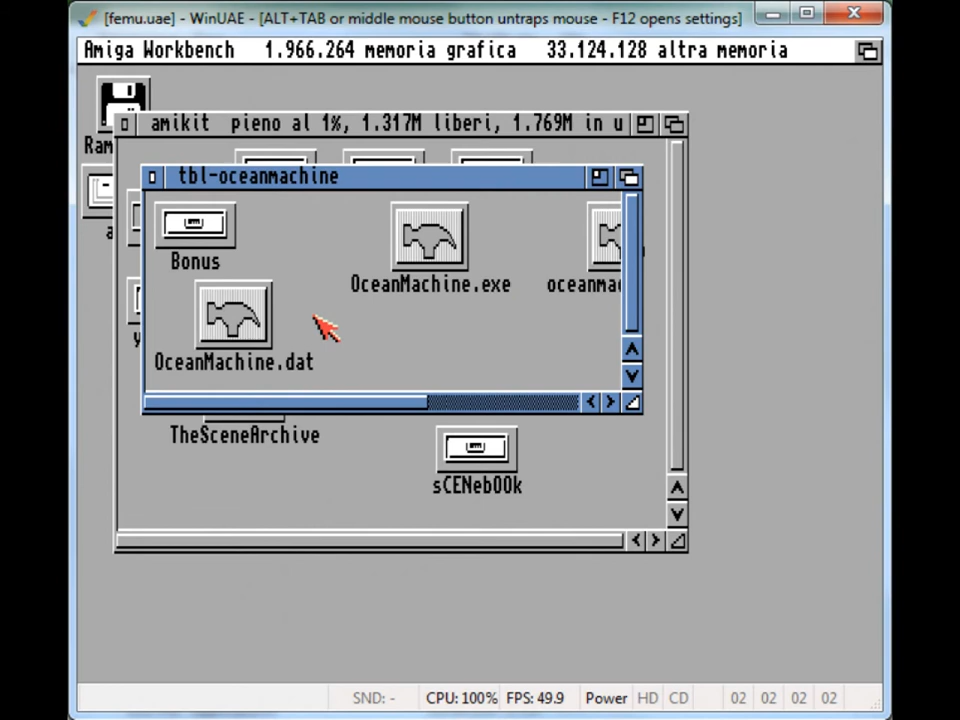 [femu.uae] - WinUAE - [ALT+TAB or middle mouse button untraps mouse - F12 opens settings]
Amiga Workbench 1.966.264 memoria grafica 33.124.128 altra memoria
Ram
amikit pieno al 1%, 1.317M liberi, 1.769M in u
tbl-oceanmachine
Bonus
OceanMachine.exe
oceanmac
OceanMachine.dat
TheSceneArchive
sCENeb00k
SND: - CPU: 100% FPS: 49.9 Power HD CD 02 02 02 02